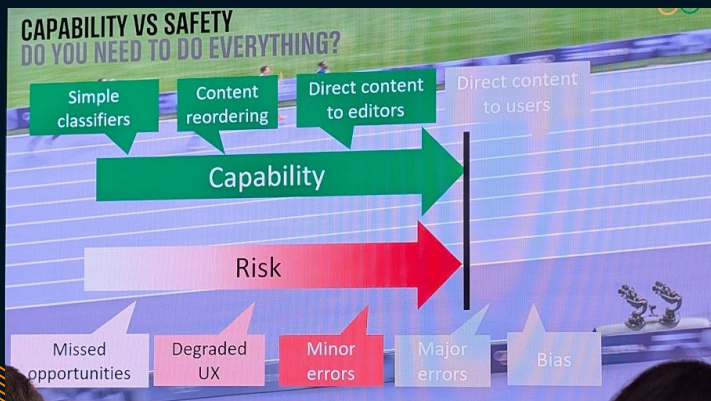 CAPABILITY VS SAFETY
DO YOU NEED TO DO EVERYTHING?
Simple
classifiers
Content
reordering
Direct content
to editors
Direct content
to users
Capability
Risk
Missed
opportunities
Degraded
UX
Minor
errors
Major
errors
Bias